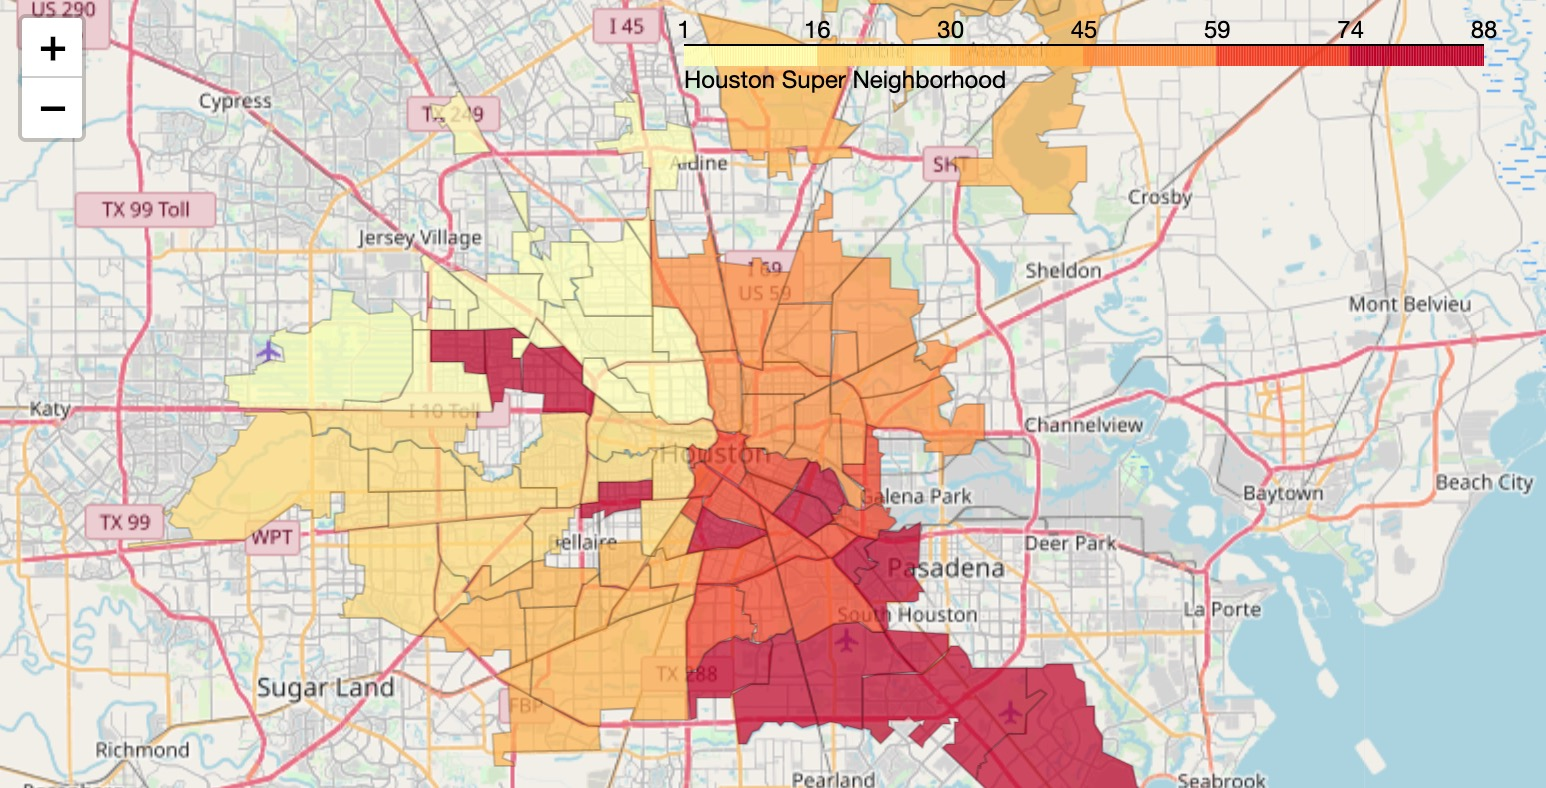 US 290
+
−
I 45
1 16 30 45 59 74 88
Humble
Atascocita
Houston Super Neighborhood
Cypress
TX 249
Aldine
SHT
Crosby
TX 99 Toll
Jersey Village
I 69
US 59
Sheldon
Mont Belvieu
Katy
I 10 Toll
Channelview
Houston
Galena Park
Baytown
Beach City
TX 99
WPT
Bellaire
Deer Park
Pasadena
South Houston
La Porte
TX 288
Sugar Land
FBP
Richmond
Pearland
Seabrook